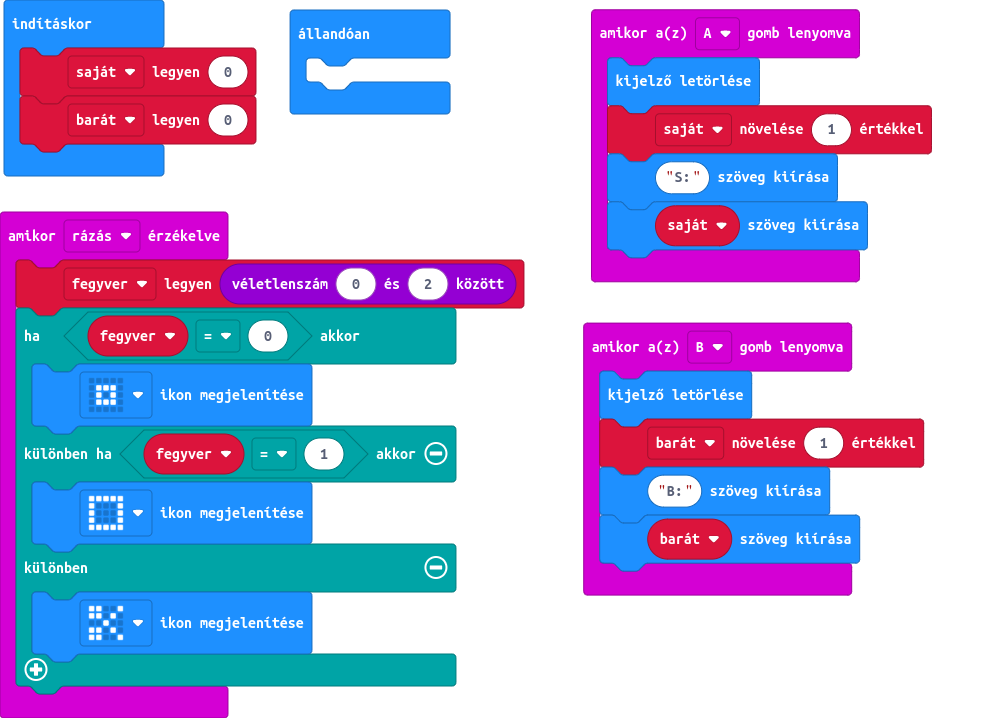 indításkor
saját legyen 0
barát legyen 0
állandóan
amikor rázás érzékelve
fegyver legyen véletlenszám 0 és 2 között
ha fegyver = 0 akkor
ikon megjelenítése
különben ha fegyver = 1 akkor
ikon megjelenítése
különben
ikon megjelenítése
amikor a(z) A gomb lenyomva
kijelző letörlése
saját növelése 1 értékkel
"S:" szöveg kiírása
saját szöveg kiírása
amikor a(z) B gomb lenyomva
kijelző letörlése
barát növelése 1 értékkel
"B:" szöveg kiírása
barát szöveg kiírása